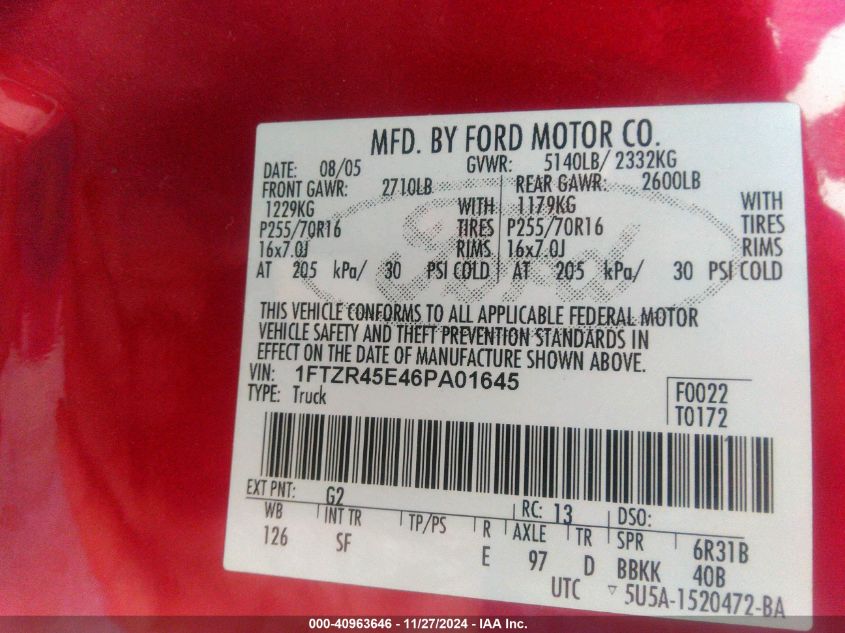 MFD. BY FORD MOTOR CO.
DATE: 08/05 GVWR: 5140LB/ 2332KG
FRONT GAWR: 2710LB REAR GAWR: 2600LB
1229KG WITH 1179KG WITH
P255/70R16 TIRES P255/70R16 TIRES
16x7.0J RIMS 16x7.0J RIMS
AT 205 kPa/ 30 PSI COLD AT 205 kPa/ 30 PSI COLD
Ford
THIS VEHICLE CONFORMS TO ALL APPLICABLE FEDERAL MOTOR
VEHICLE SAFETY AND THEFT PREVENTION STANDARDS IN
EFFECT ON THE DATE OF MANUFACTURE SHOWN ABOVE.
VIN: 1FTZR45E46PA01645
TYPE: Truck
F0022
T0172
EXT PNT: G2 RC: 13 DSO:
WB INT TR TP/PS R AXLE TR SPR 6R31B
126 SF E 97 D BBKK 40B
UTC ▽ 5U5A-1520472-BA
000 - 40963646 - 11/27/2024 - IAA Inc.